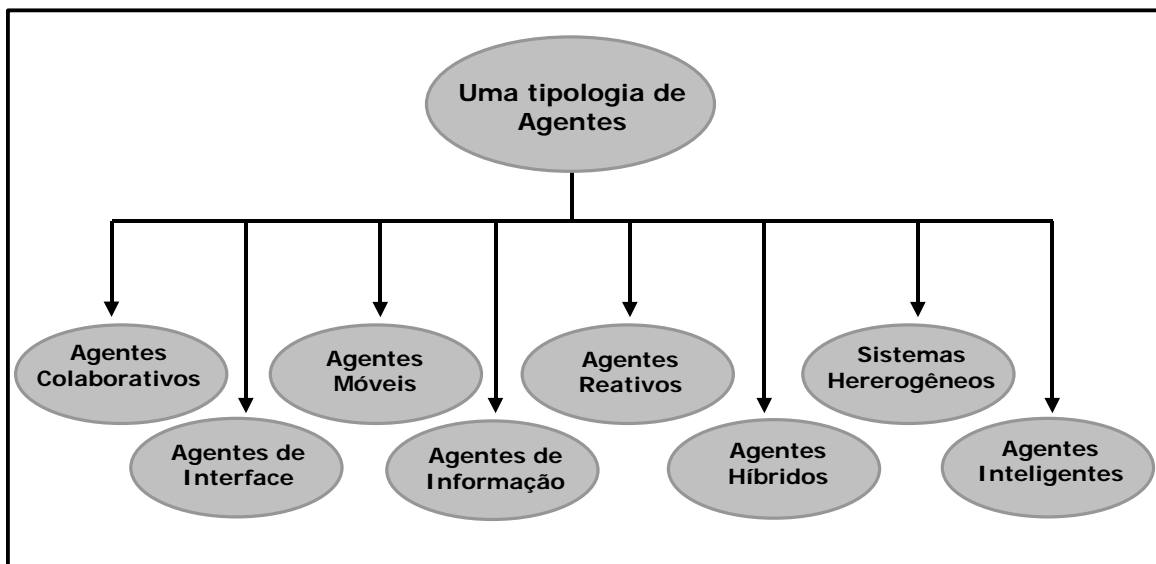 Uma tipologia de
Agentes
Agentes
Colaborativos
Agentes
Móveis
Agentes
Reativos
Sistemas
Hererogêneos
Agentes de
Interface
Agentes de
Informação
Agentes
Híbridos
Agentes
Inteligentes